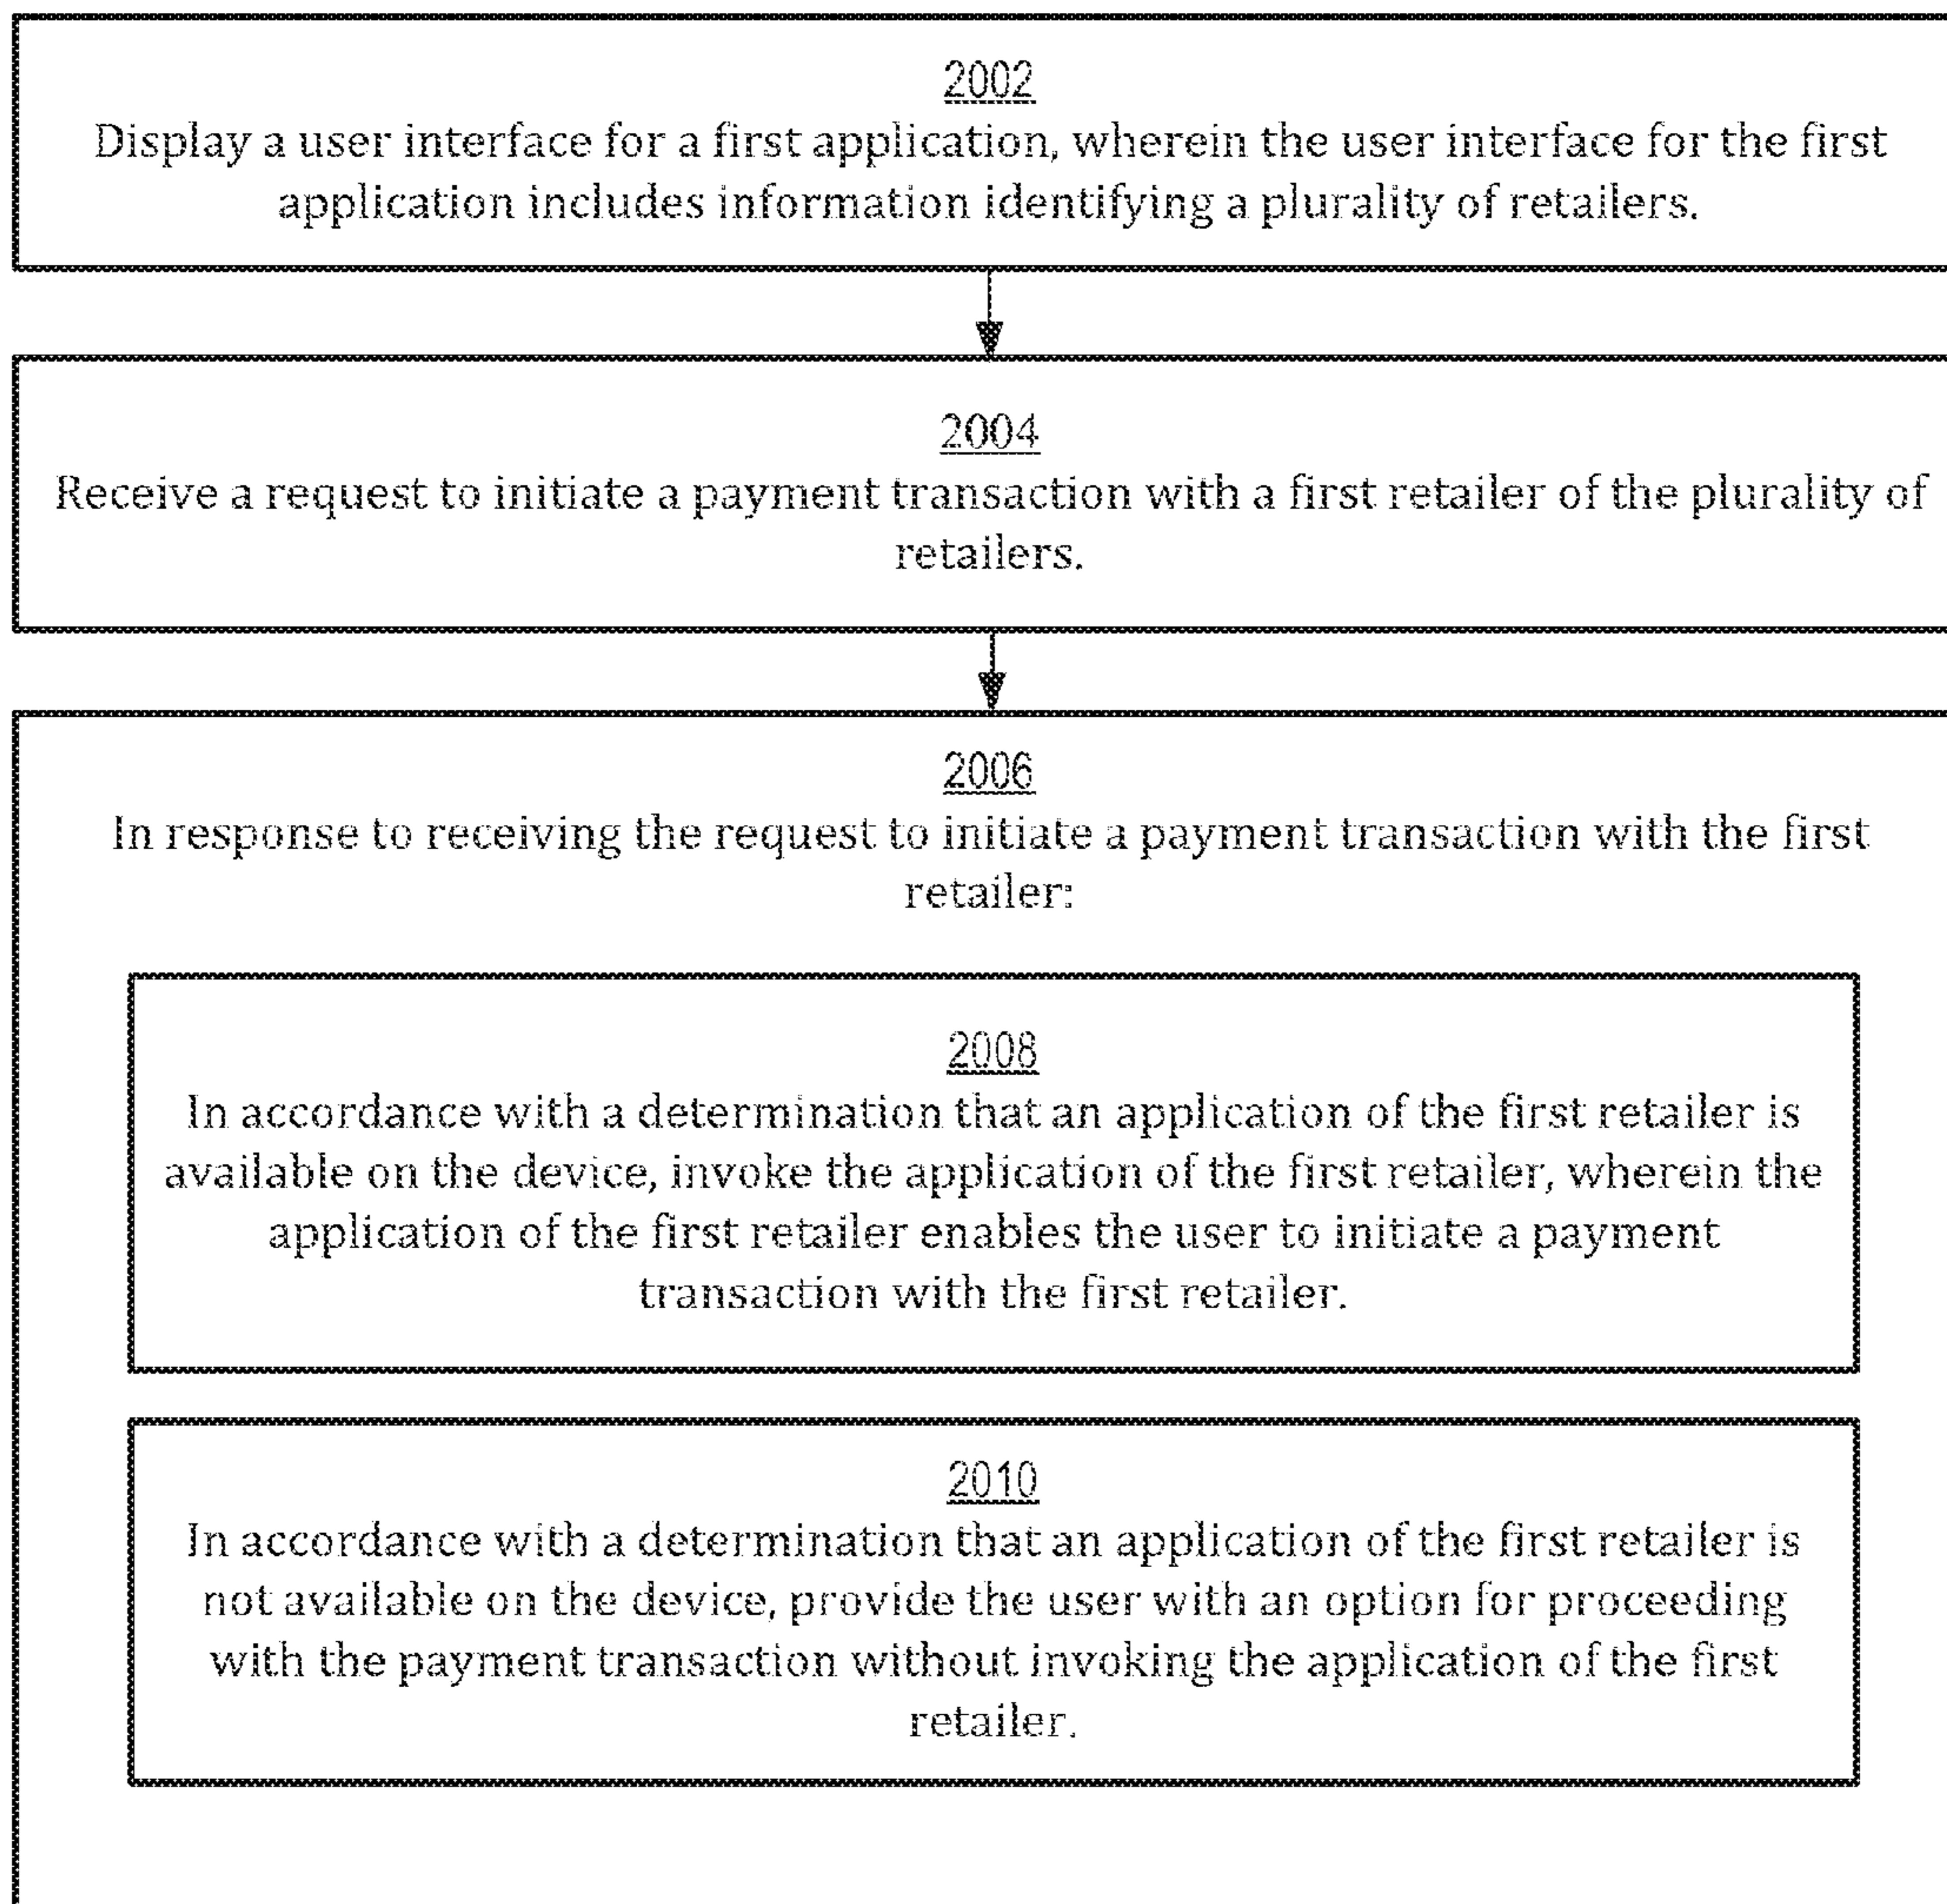 2002
Display a user interface for a first application, wherein the user interface for the first
application includes information identifying a plurality of retailers.
2004
Receive a request to initiate a payment transaction with a first retailer of the plurality of
retailers.
2006
In response to receiving the request to initiate a payment transaction with the first
retailer:
2008
In accordance with a determination that an application of the first retailer is
available on the device, invoke the application of the first retailer, wherein the
application of the first retailer enables the user to initiate a payment
transaction with the first retailer.
2010
In accordance with a determination that an application of the first retailer is
not available on the device, provide the user with an option for proceeding
with the payment transaction without invoking the application of the first
retailer.